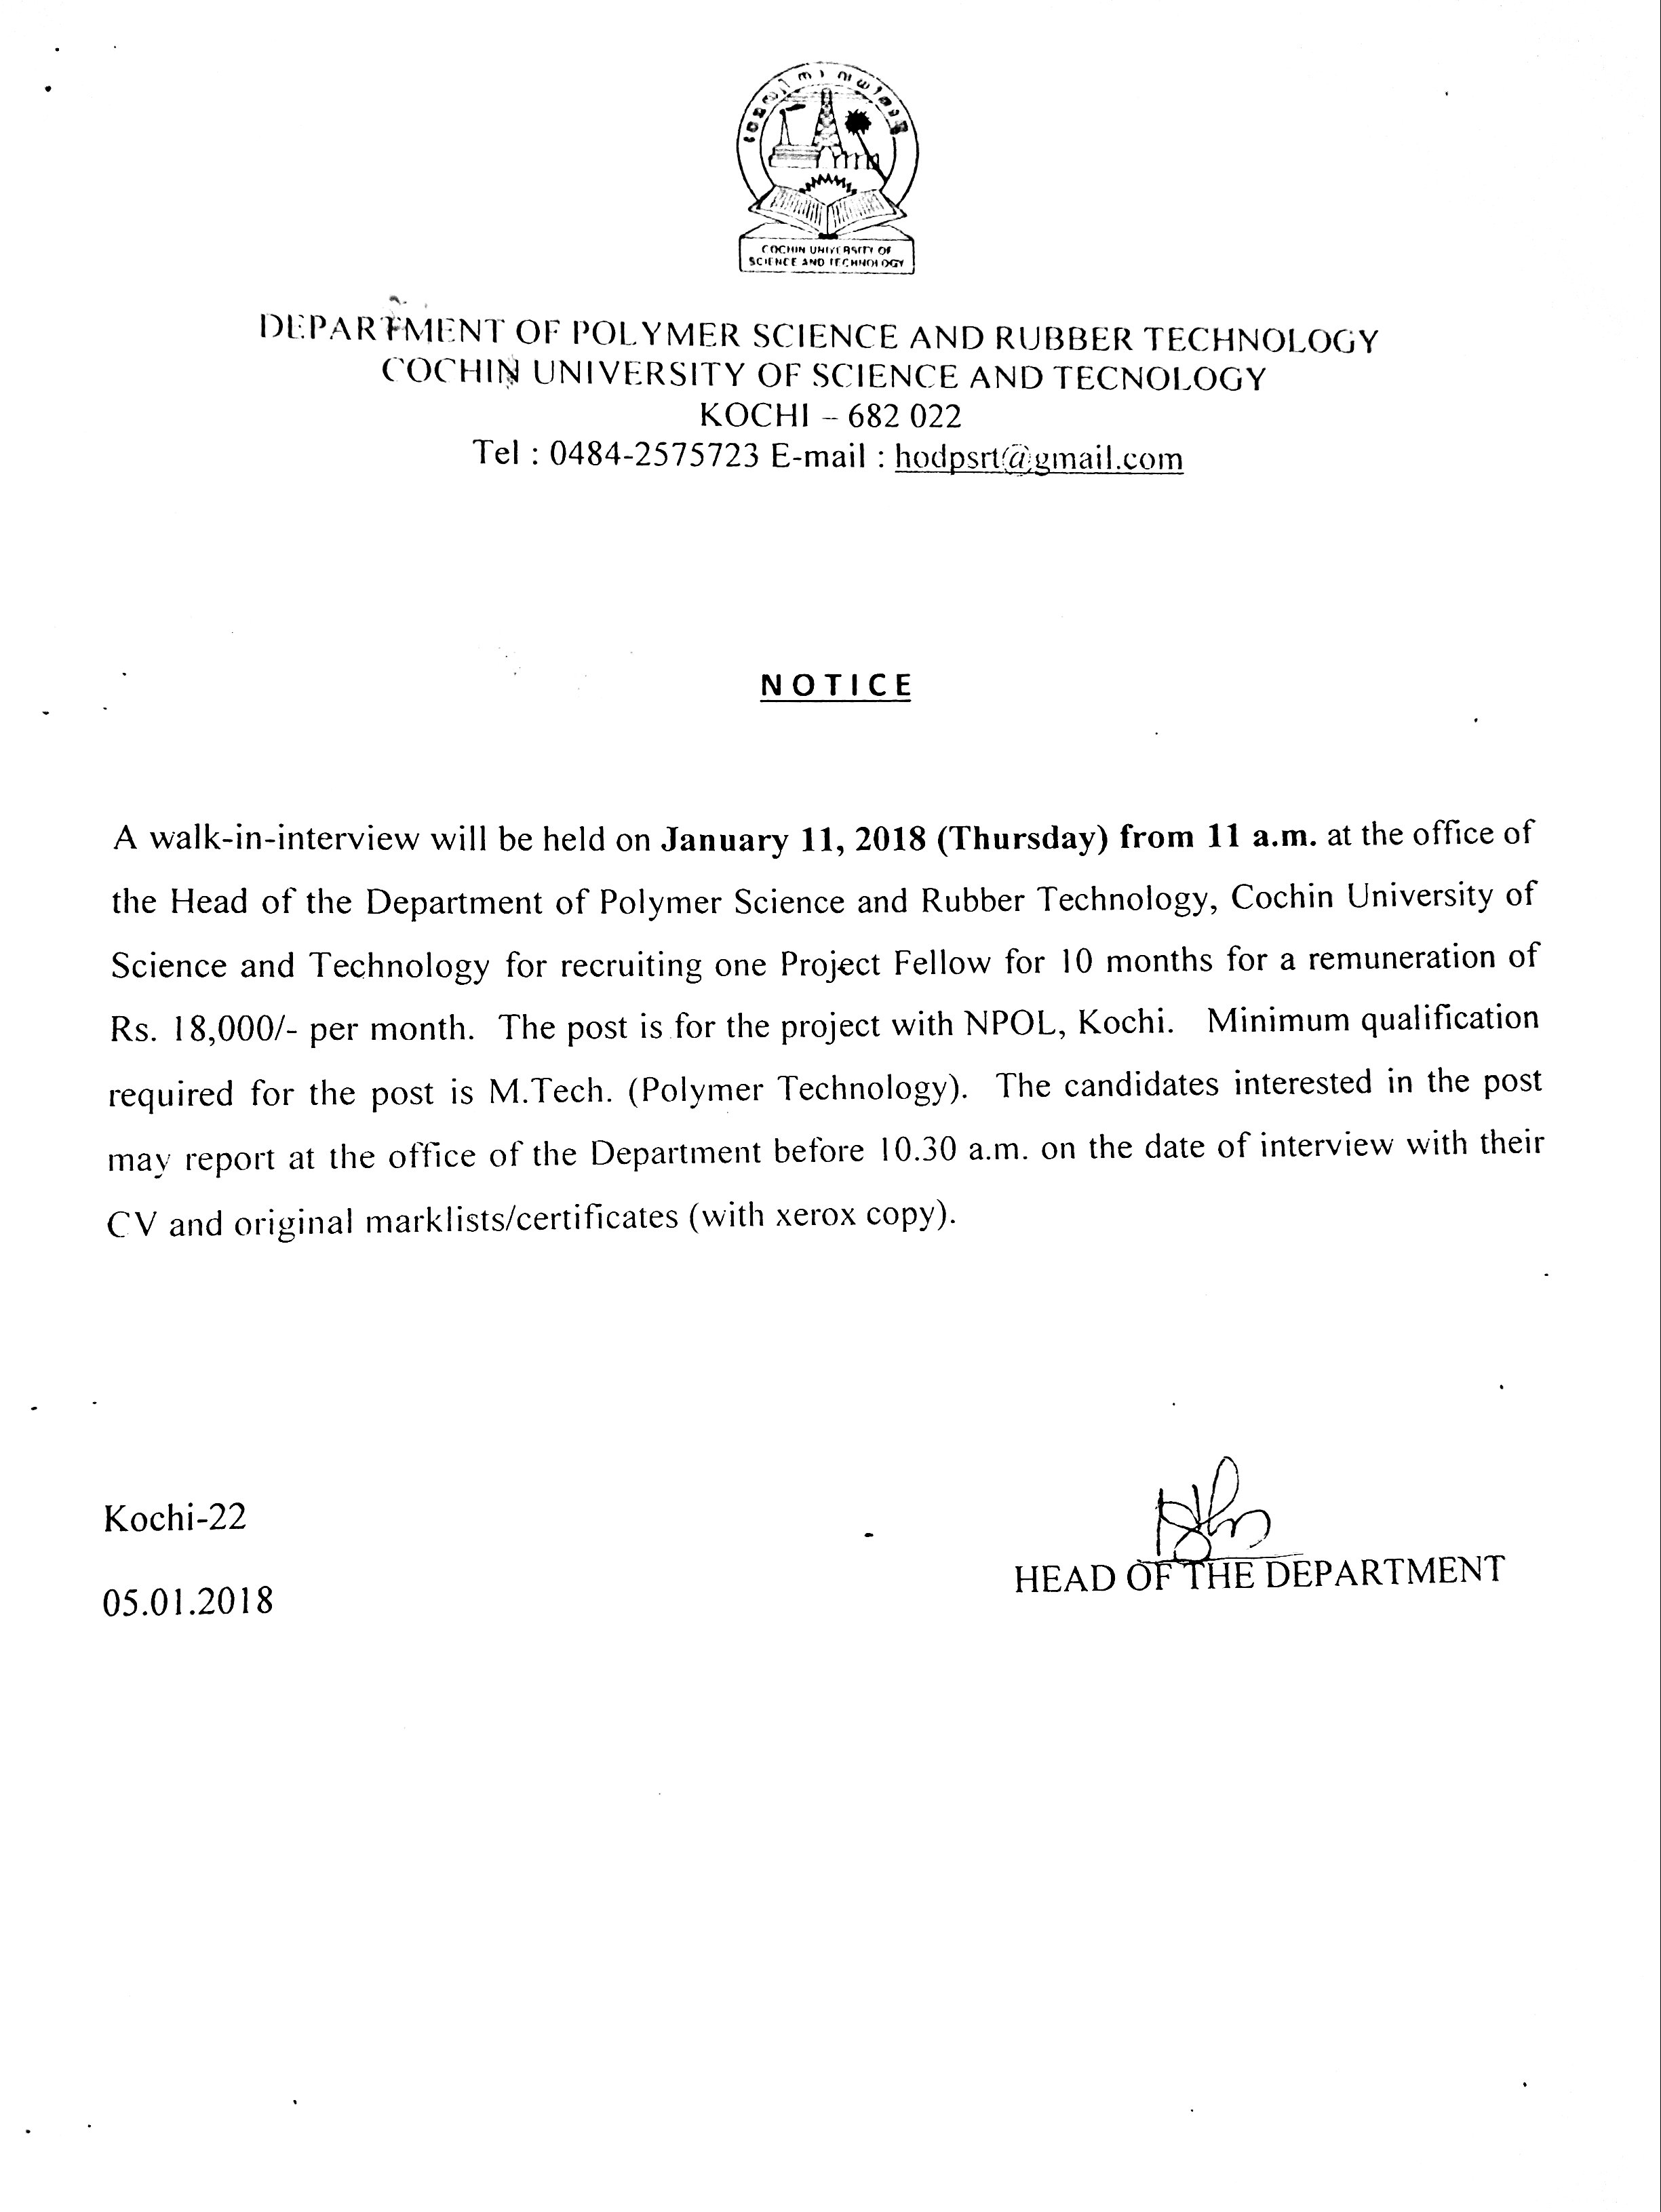 COCHIN UNIVERSITY OF
SCIENCE AND TECHNOLOGY
DEPARTMENT OF POLYMER SCIENCE AND RUBBER TECHNOLOGY
COCHIN UNIVERSITY OF SCIENCE AND TECNOLOGY
KOCHI – 682 022
Tel : 0484-2575723 E-mail : hodpsrt@gmail.com
NOTICE
A walk-in-interview will be held on January 11, 2018 (Thursday) from 11 a.m. at the office of
the Head of the Department of Polymer Science and Rubber Technology, Cochin University of
Science and Technology for recruiting one Project Fellow for 10 months for a remuneration of
Rs. 18,000/- per month. The post is for the project with NPOL, Kochi. Minimum qualification
required for the post is M.Tech. (Polymer Technology). The candidates interested in the post
may report at the office of the Department before 10.30 a.m. on the date of interview with their
CV and original marklists/certificates (with xerox copy).
Kochi-22
HEAD OF THE DEPARTMENT
05.01.2018